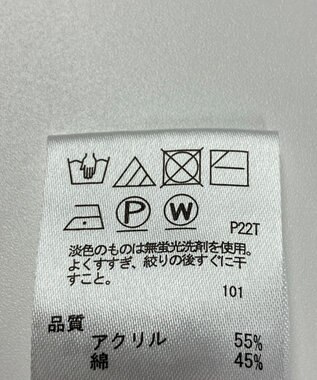 P W P22T
淡色のものは無蛍光洗剤を使用。
よくすすぎ、絞りの後すぐに干
すこと。
101
品質
アクリル 55%
綿 45%